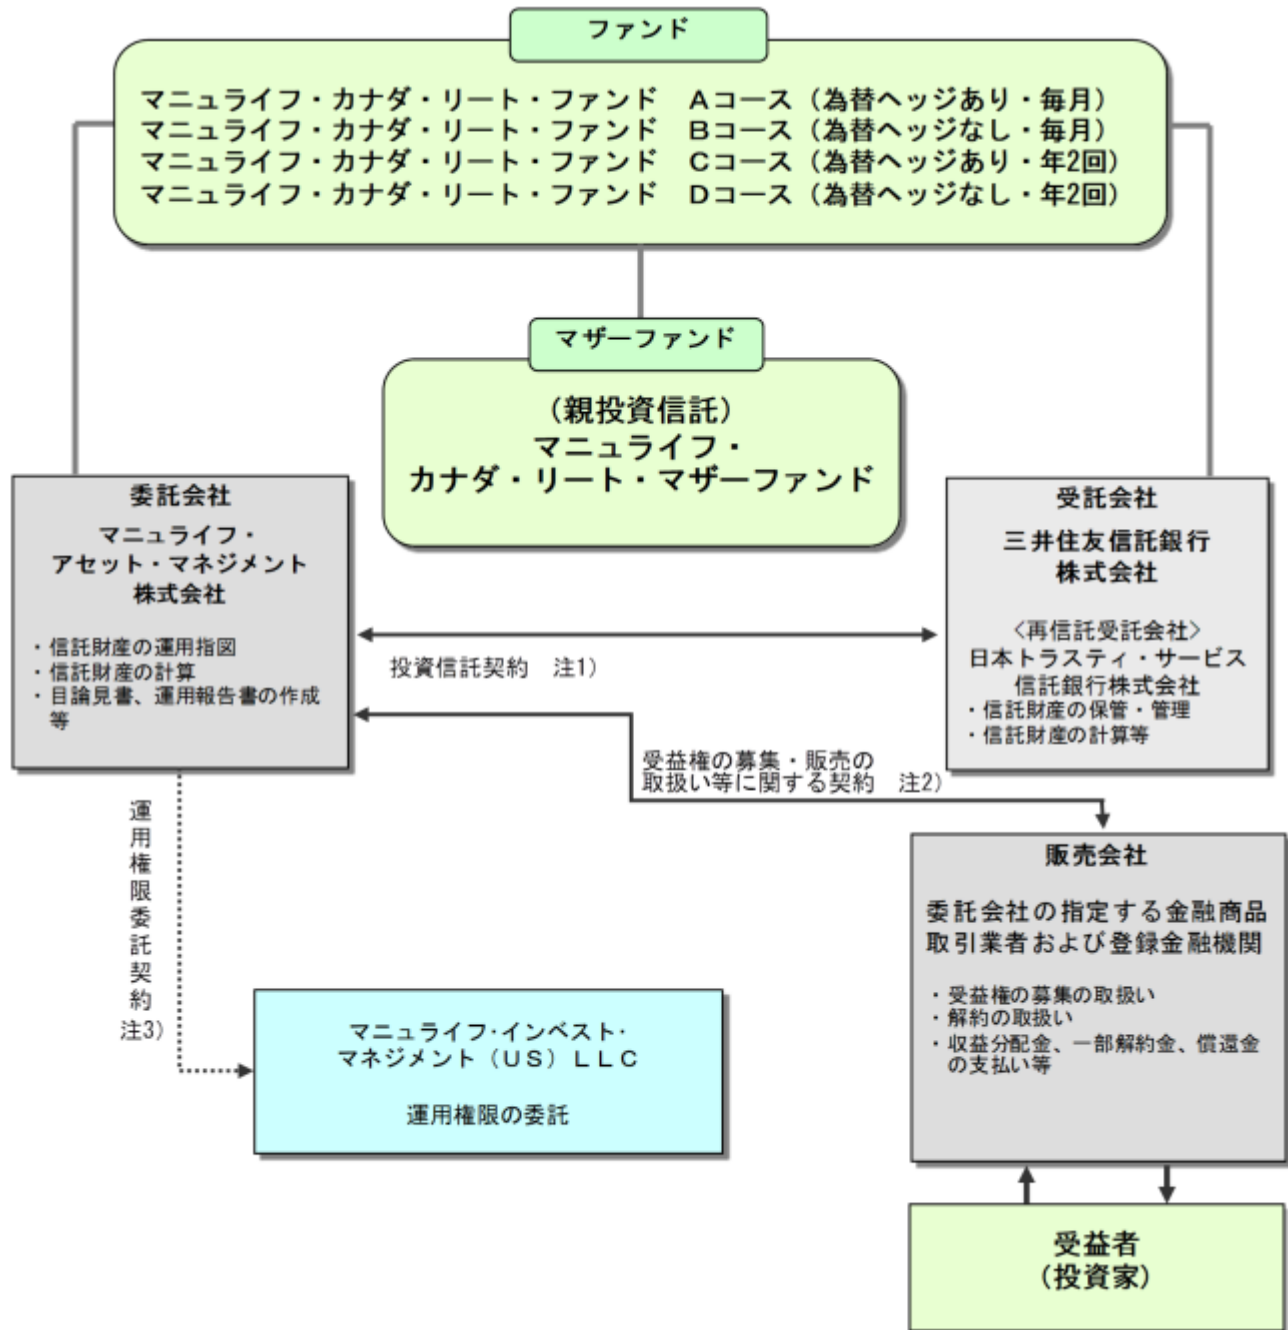 ファンド
マニュライフ・カナダ・リート・ファンド　Ａコース（為替ヘッジあり・毎月）
マニュライフ・カナダ・リート・ファンド　Ｂコース（為替ヘッジなし・毎月）
マニュライフ・カナダ・リート・ファンド　Ｃコース（為替ヘッジあり・年2回）
マニュライフ・カナダ・リート・ファンド　Ｄコース（為替ヘッジなし・年2回）
マザーファンド
（親投資信託）
マニュライフ・
カナダ・リート・マザーファンド
委託会社
マニュライフ・
アセット・マネジメント
株式会社
・信託財産の運用指図
・信託財産の計算
・目論見書、運用報告書の作成
等
受託会社
三井住友信託銀行
株式会社
〈再信託受託会社〉
日本トラスティ・サービス
信託銀行株式会社
・信託財産の保管・管理
・信託財産の計算等
投資信託契約　注1）
受益権の募集・販売の
取扱い等に関する契約　注2）
運用権限委託契約
注3）
販売会社
委託会社の指定する金融商品
取引業者および登録金融機関
・受益権の募集の取扱い
・解約の取扱い
・収益分配金、一部解約金、償還金
の支払い等
マニュライフ･インベスト･
マネジメント（ＵＳ）ＬＬＣ
運用権限の委託
受益者
（投資家）